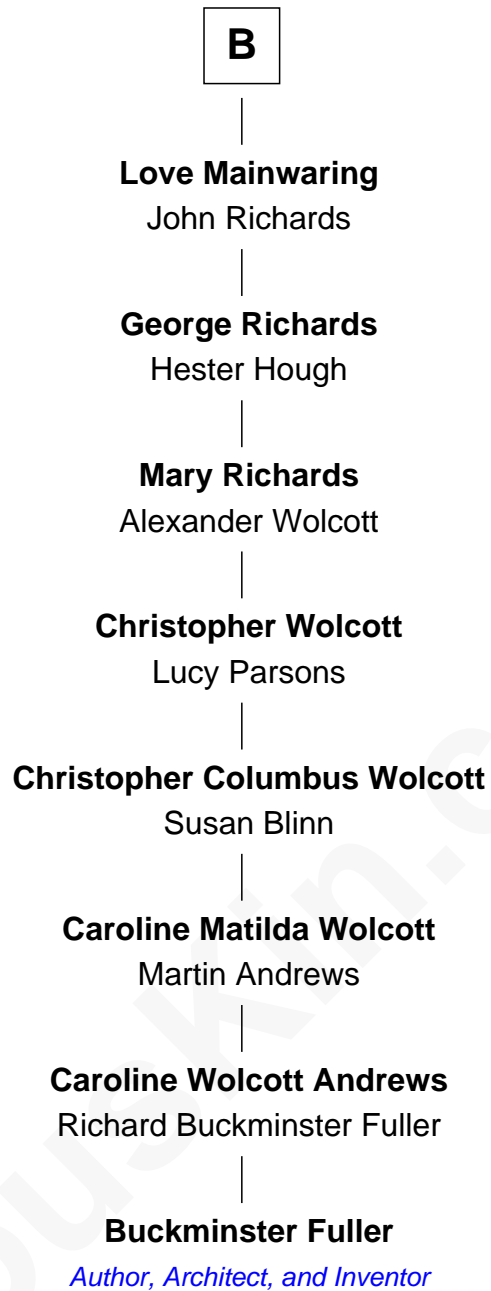 B
Love Mainwaring
John Richards
George Richards
Hester Hough
Mary Richards
Alexander Wolcott
Christopher Wolcott
Lucy Parsons
Christopher Columbus Wolcott
Susan Blinn
Caroline Matilda Wolcott
Martin Andrews
Caroline Wolcott Andrews
Richard Buckminster Fuller
Buckminster Fuller
Author, Architect, and Inventor